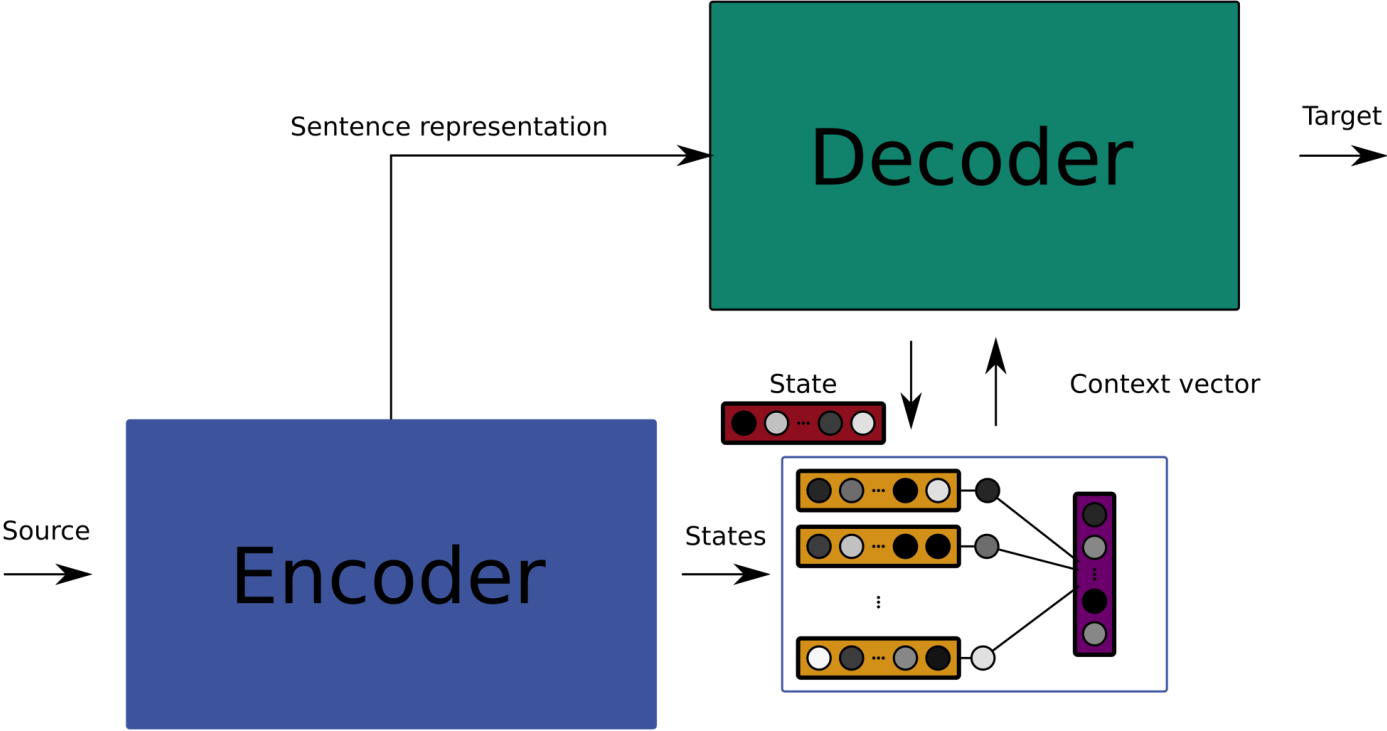 Sentence representation
Decoder
Target
State
Context vector
Source
Encoder
States